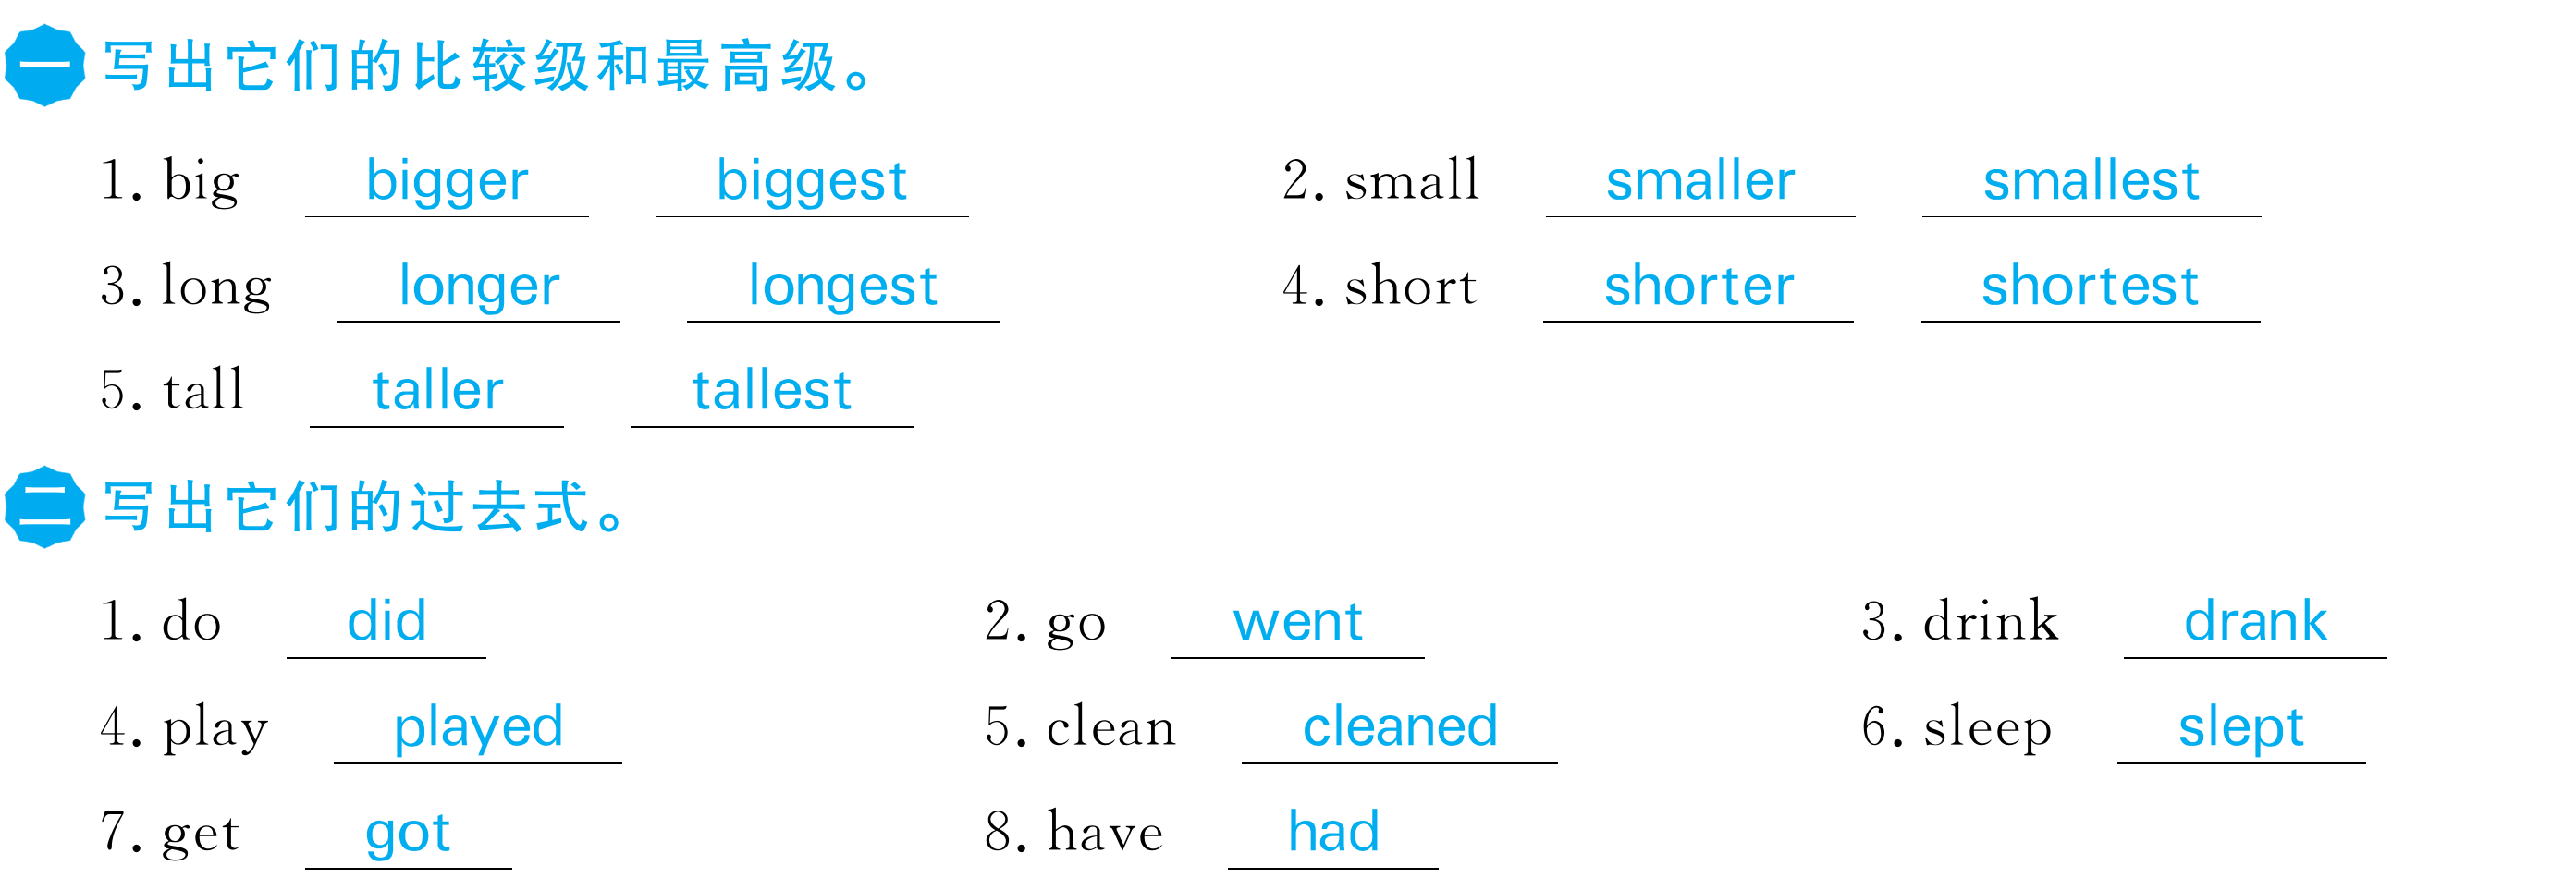 一 写出它们的比较级和最高级。
1. big bigger biggest 2. small smaller smallest
3. long longer longest 4. short shorter shortest
5. tall taller tallest
二 写出它们的过去式。
1. do did 2. go went 3. drink drank
4. play played 5. clean cleaned 6. sleep slept
7. get got 8. have had